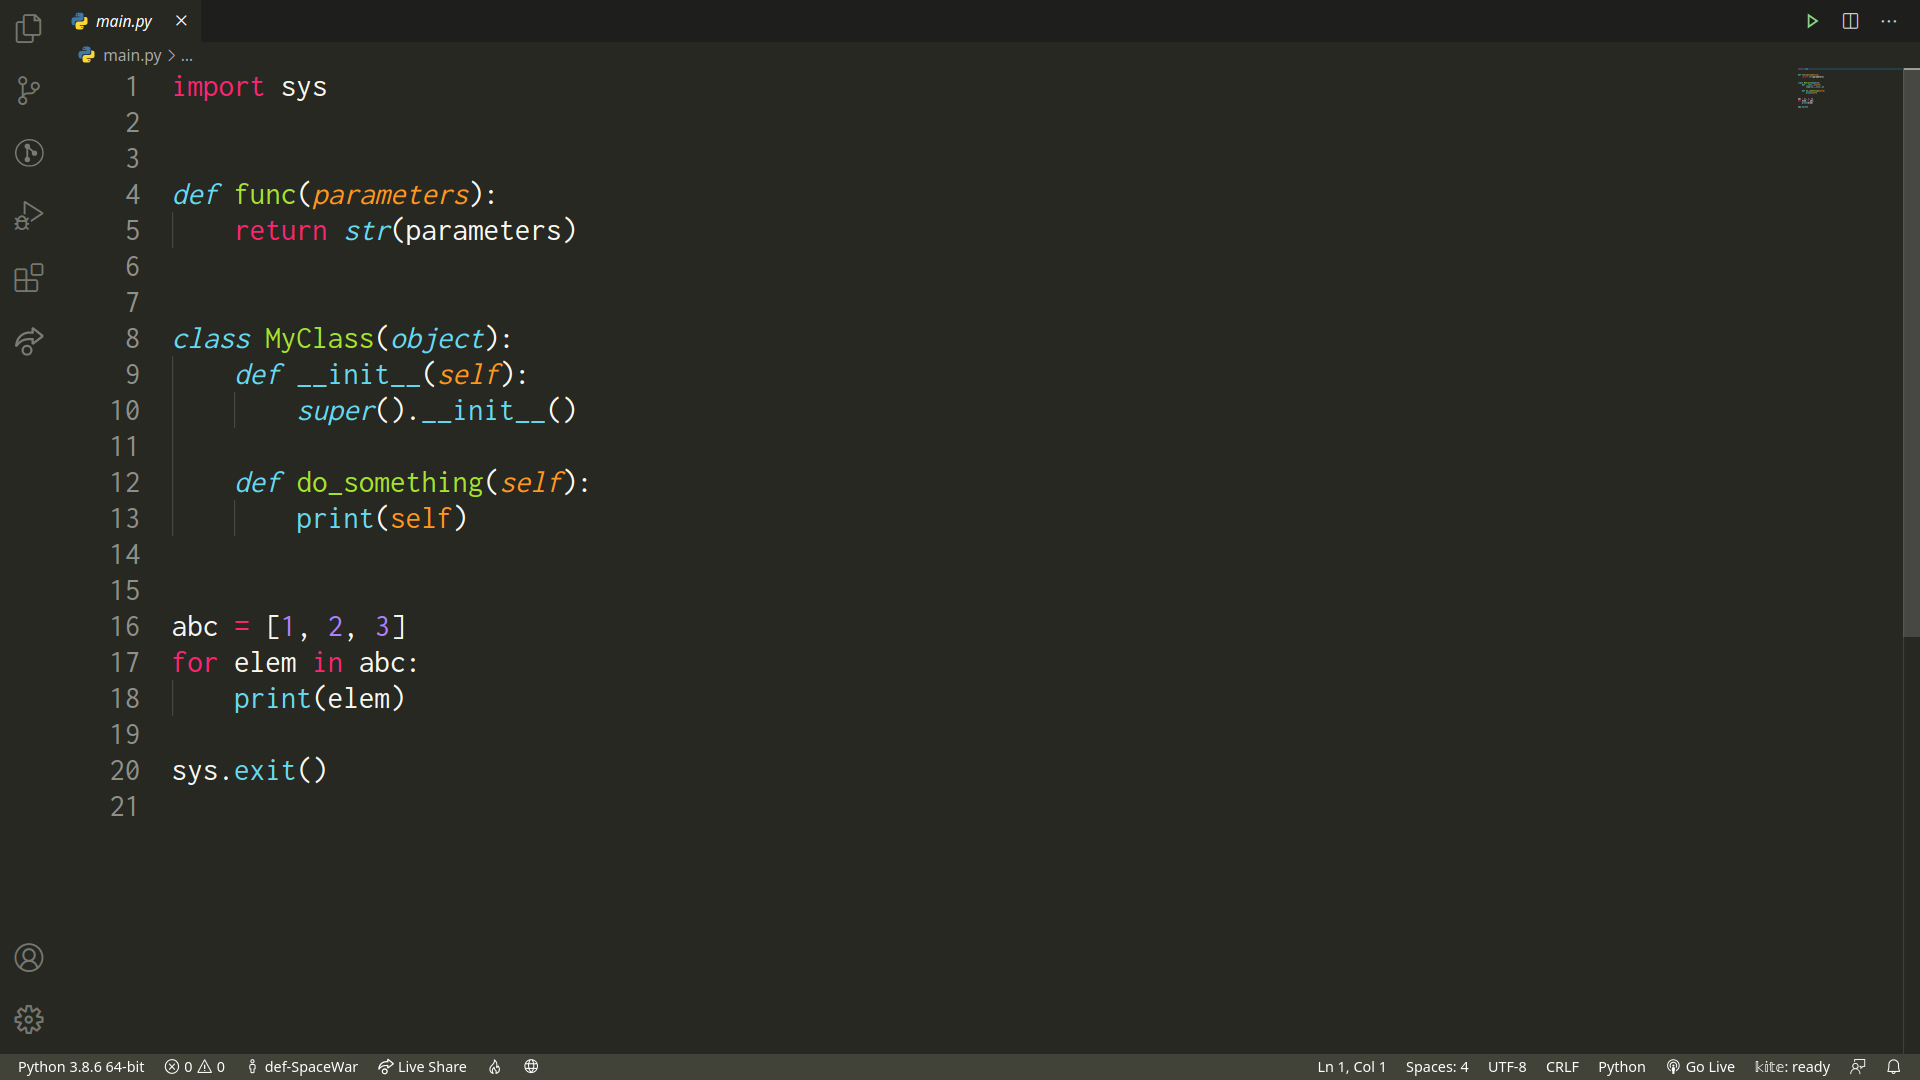 main.py
main.py > ...
1 import sys
2
3
4 def func(parameters):
5     return str(parameters)
6
7
8 class MyClass(object):
9     def __init__(self):
10         super().__init__()
11
12     def do_something(self):
13         print(self)
14
15
16 abc = [1, 2, 3]
17 for elem in abc:
18     print(elem)
19
20 sys.exit()
21
Python 3.8.6 64-bit 0 0 def-SpaceWar Live Share Ln 1, Col 1 Spaces: 4 UTF-8 CRLF Python Go Live kite: ready